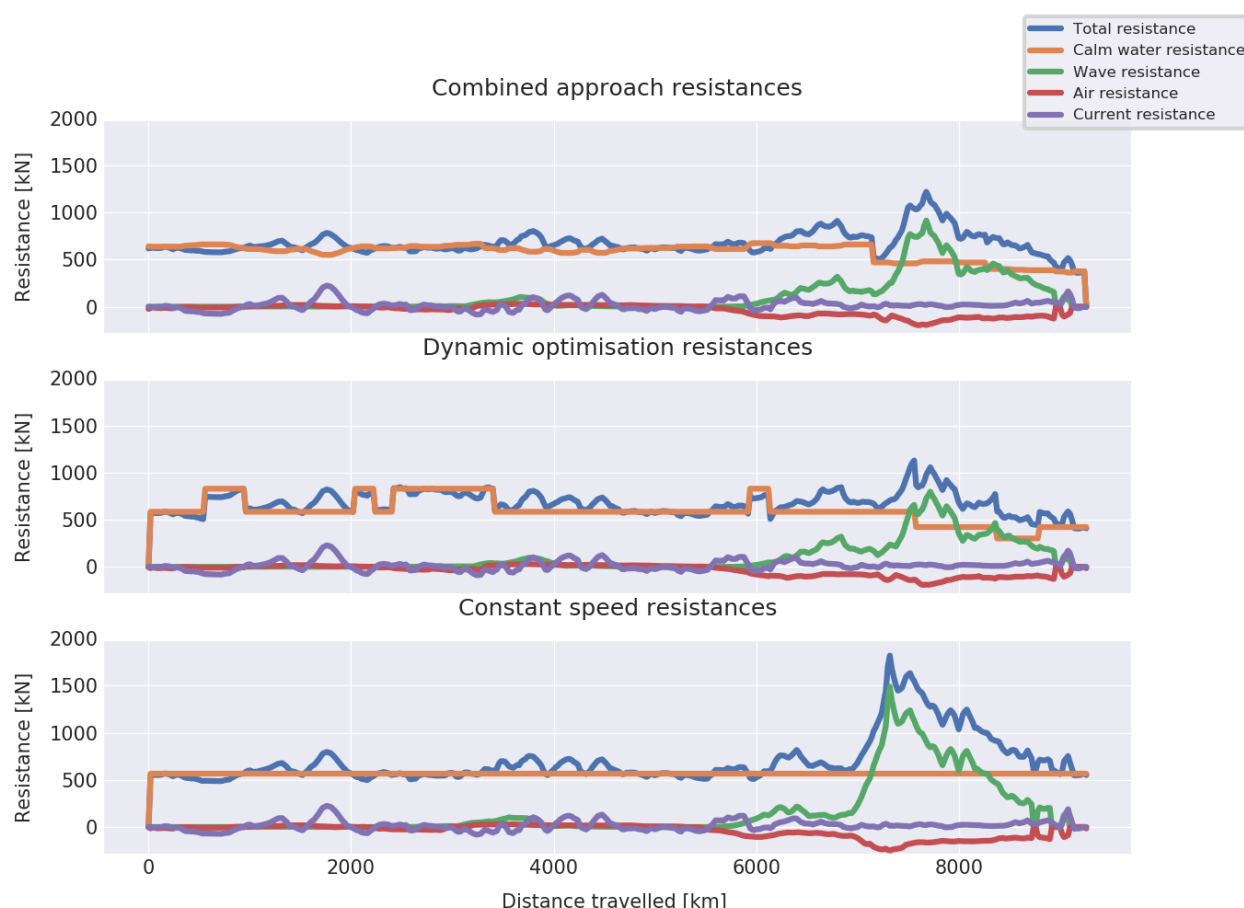 Total resistance
Calm water resistance
Wave resistance
Air resistance
Current resistance
Combined approach resistances
2000
1500
1000
500
0
Resistance [kN]
Dynamic optimisation resistances
2000
1500
1000
500
0
Resistance [kN]
Constant speed resistances
2000
1500
1000
500
0
Resistance [kN]
0 2000 4000 6000 8000
Distance travelled [km]